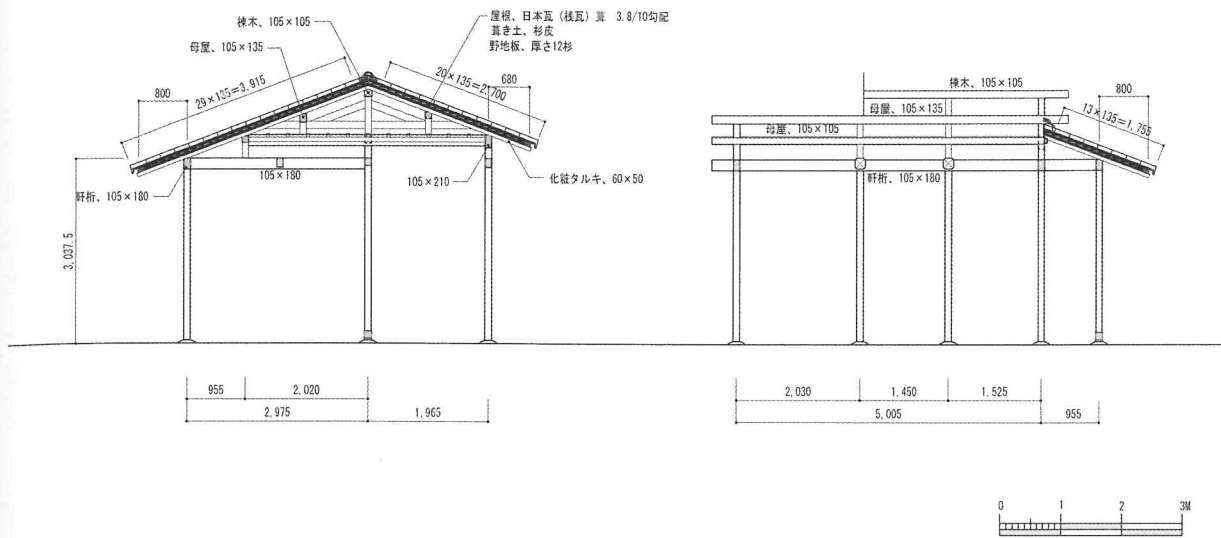 棟木、105×105
母屋、105×135
屋根、日本瓦（桟瓦）葺 3.8/10勾配
葺き土、杉皮
野地板、厚さ12杉
800
29×135=3,915
20×135=2,700
680
化粧タルキ、60×50
105×180
105×210
軒桁、105×180
3,037.5
955
2,020
2,975
1,965
棟木、105×105
母屋、105×135
母屋、105×105
軒桁、105×180
800
13×135=1,755
2,030
1,450
1,525
5,005
955
0 1 2 3M